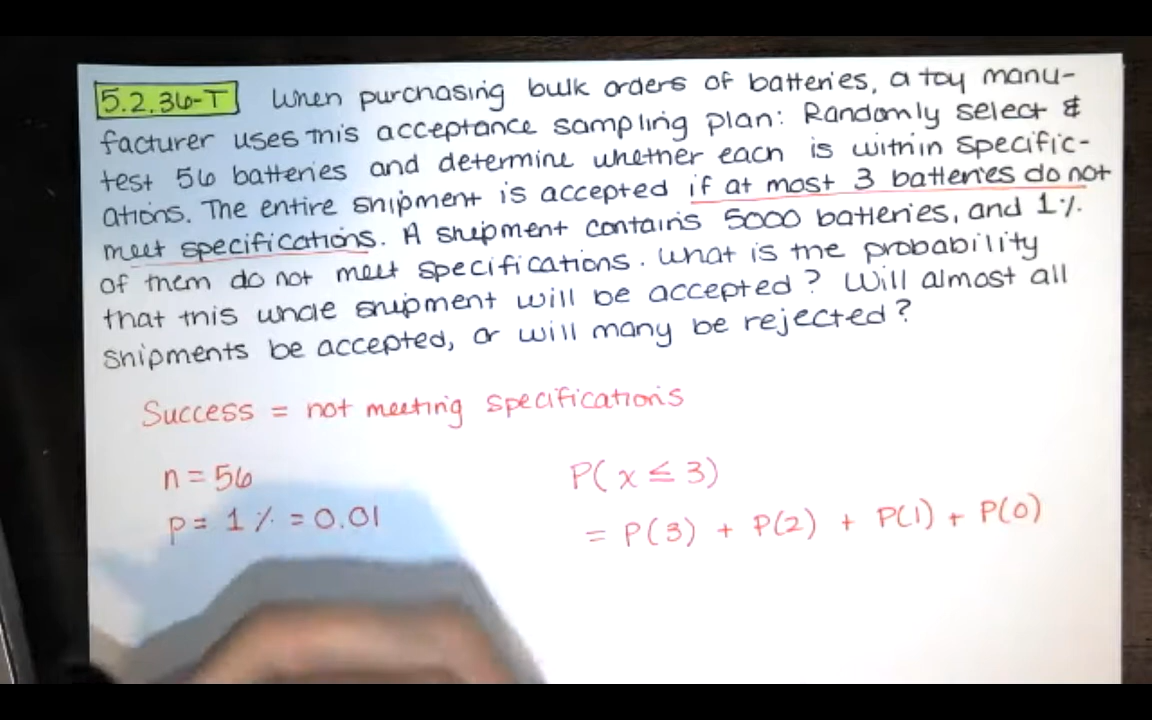 5.2.36-T When purchasing bulk orders of batteries, a toy manu-
facturer uses this acceptance sampling plan: Randomly select &
test 56 batteries and determine whether each is within specific-
ations. The entire shipment is accepted if at most 3 batteries do not
meet specifications. A shipment contains 5000 batteries, and 1%
of them do not meet specifications. What is the probability
that this whole shipment will be accepted? Will almost all
shipments be accepted, or will many be rejected?
Success = not meeting specifications
n = 56
p = 1% = 0.01
P(x ≤ 3)
= P(3) + P(2) + P(1) + P(0)